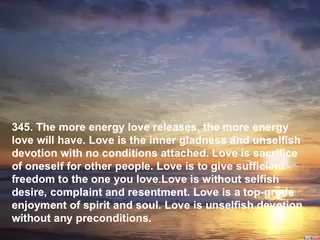 345. The more energy love releases, the more energy
love will have. Love is the inner gladness and unselfish
devotion with no conditions attached. Love is sacrifice
of oneself for other people. Love is to give sufficient
freedom to the one you love.Love is without selfish
desire, complaint and resentment. Love is a top-grade
enjoyment of spirit and soul. Love is unselfish devotion
without any preconditions.